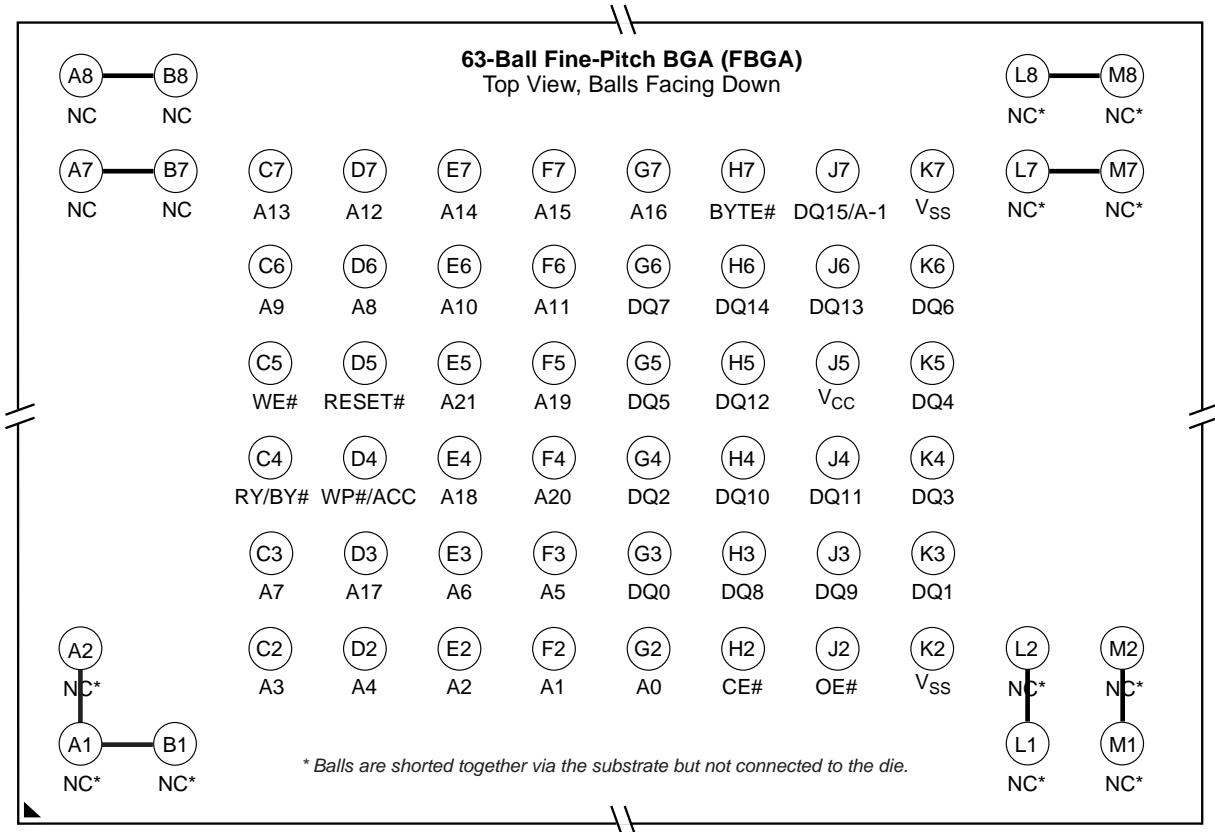 63-Ball Fine-Pitch BGA (FBGA)
Top View, Balls Facing Down
A8 B8 L8 M8
NC NC NC* NC*
A7 B7 C7 D7 E7 F7 G7 H7 J7 K7 L7 M7
NC NC A13 A12 A14 A15 A16 BYTE# DQ15/A-1 VSS NC* NC*
C6 D6 E6 F6 G6 H6 J6 K6
A9 A8 A10 A11 DQ7 DQ14 DQ13 DQ6
C5 D5 E5 F5 G5 H5 J5 K5
WE# RESET# A21 A19 DQ5 DQ12 VCC DQ4
C4 D4 E4 F4 G4 H4 J4 K4
RY/BY# WP#/ACC A18 A20 DQ2 DQ10 DQ11 DQ3
C3 D3 E3 F3 G3 H3 J3 K3
A7 A17 A6 A5 DQ0 DQ8 DQ9 DQ1
A2 C2 D2 E2 F2 G2 H2 J2 K2 L2 M2
NC* A3 A4 A2 A1 A0 CE# OE# VSS NC* NC*
A1 B1 L1 M1
NC* NC* NC* NC*
* Balls are shorted together via the substrate but not connected to the die.